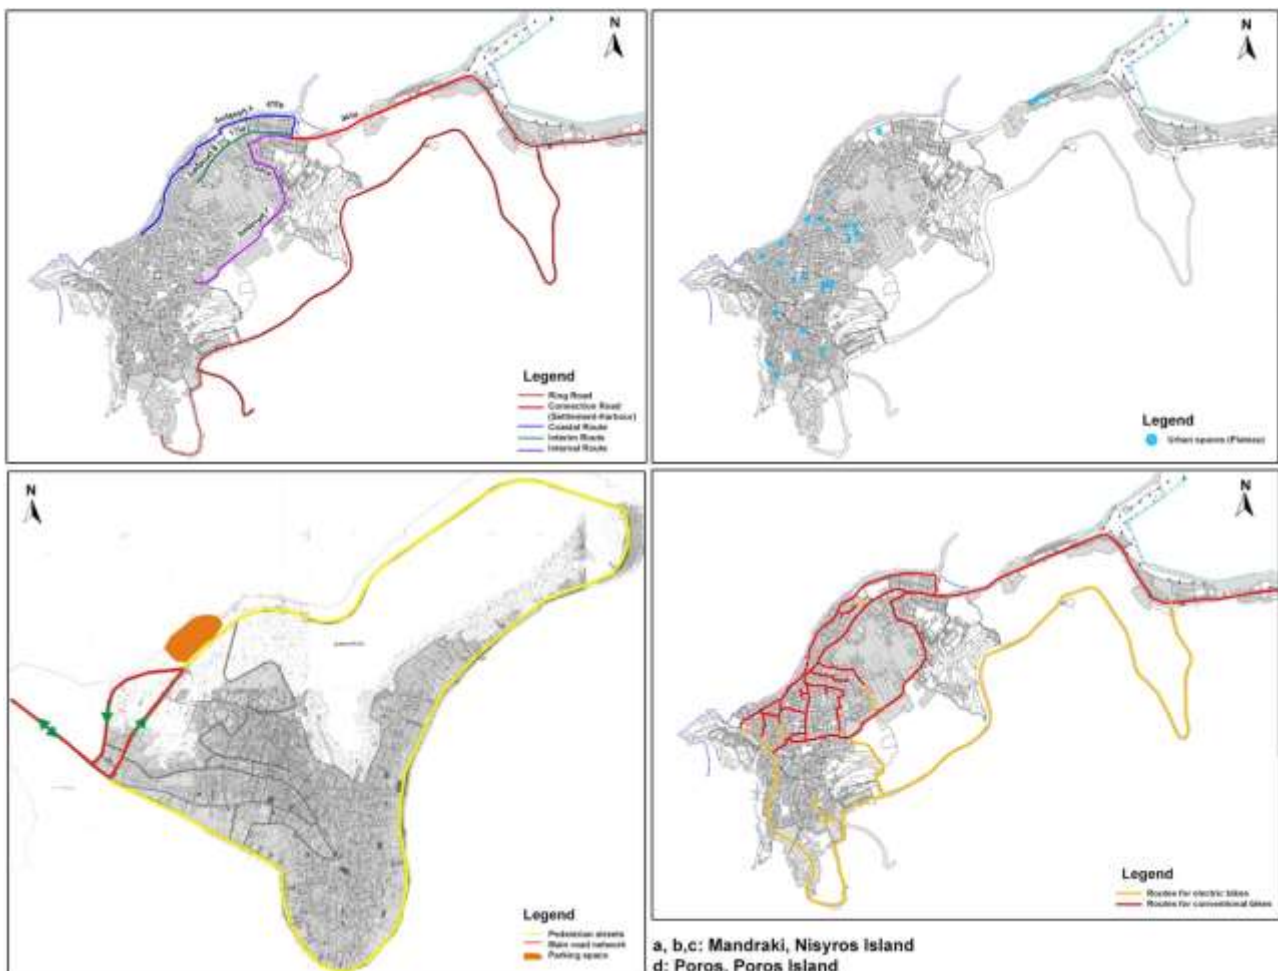 N
Legend
Ring Road
Connection Road
(Settlement-Harbour)
Coastal Route
Interim Route
Internal Route
N
Legend
Urban spaces (Plateau)
N
Legend
Pedestrian streets
Main road network
Parking space
N
Legend
Routes for electric bikes
Routes for conventional bikes
a, b,c: Mandraki, Nisyros Island
d: Poros, Poros Island